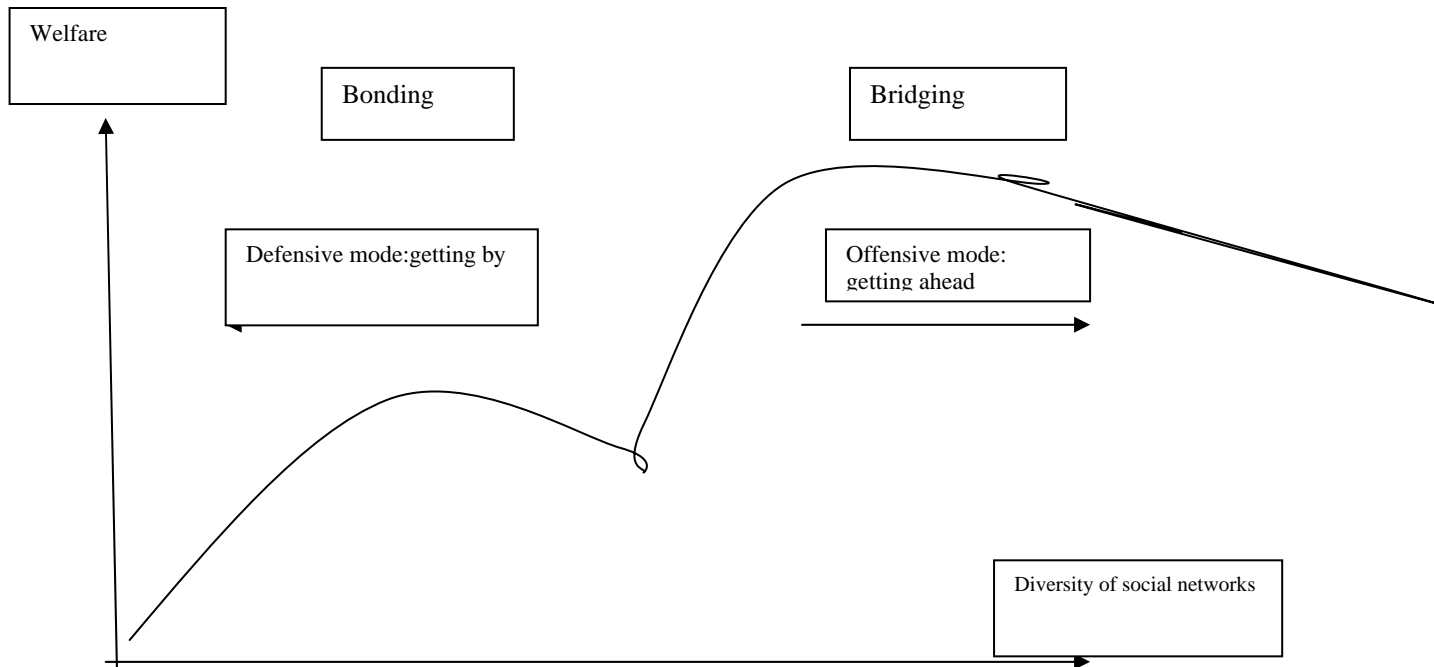 Welfare
Bonding
Bridging
Defensive mode:getting by
Offensive mode:
getting ahead
Diversity of social networks